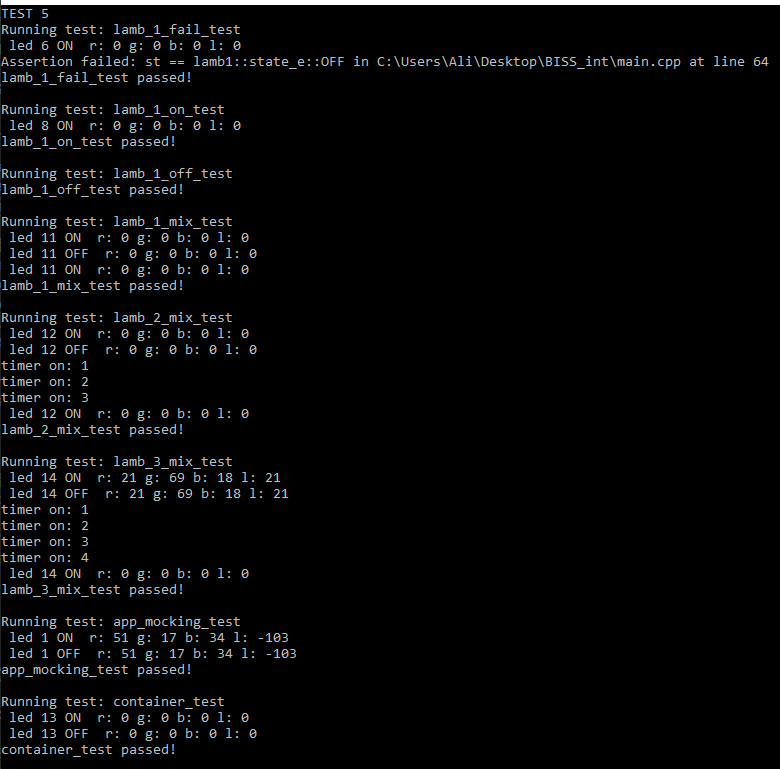 TEST 5
Running test: lamb_1_fail_test
led 6 ON  r: 0 g: 0 b: 0 l: 0
Assertion failed: st == lamb1::state_e::OFF in C:\Users\Ali\Desktop\BISS_int\main.cpp at line 64
lamb_1_fail_test passed!
Running test: lamb_1_on_test
led 8 ON  r: 0 g: 0 b: 0 l: 0
lamb_1_on_test passed!
Running test: lamb_1_off_test
lamb_1_off_test passed!
Running test: lamb_1_mix_test
led 11 ON  r: 0 g: 0 b: 0 l: 0
led 11 OFF  r: 0 g: 0 b: 0 l: 0
led 11 ON  r: 0 g: 0 b: 0 l: 0
lamb_1_mix_test passed!
Running test: lamb_2_mix_test
led 12 ON  r: 0 g: 0 b: 0 l: 0
led 12 OFF  r: 0 g: 0 b: 0 l: 0
timer on: 1
timer on: 2
timer on: 3
led 12 ON  r: 0 g: 0 b: 0 l: 0
lamb_2_mix_test passed!
Running test: lamb_3_mix_test
led 14 ON  r: 21 g: 69 b: 18 l: 21
led 14 OFF  r: 21 g: 69 b: 18 l: 21
timer on: 1
timer on: 2
timer on: 3
timer on: 4
led 14 ON  r: 0 g: 0 b: 0 l: 0
lamb_3_mix_test passed!
Running test: app_mocking_test
led 1 ON  r: 51 g: 17 b: 34 l: -103
led 1 OFF  r: 51 g: 17 b: 34 l: -103
app_mocking_test passed!
Running test: container_test
led 13 ON  r: 0 g: 0 b: 0 l: 0
led 13 OFF  r: 0 g: 0 b: 0 l: 0
container_test passed!